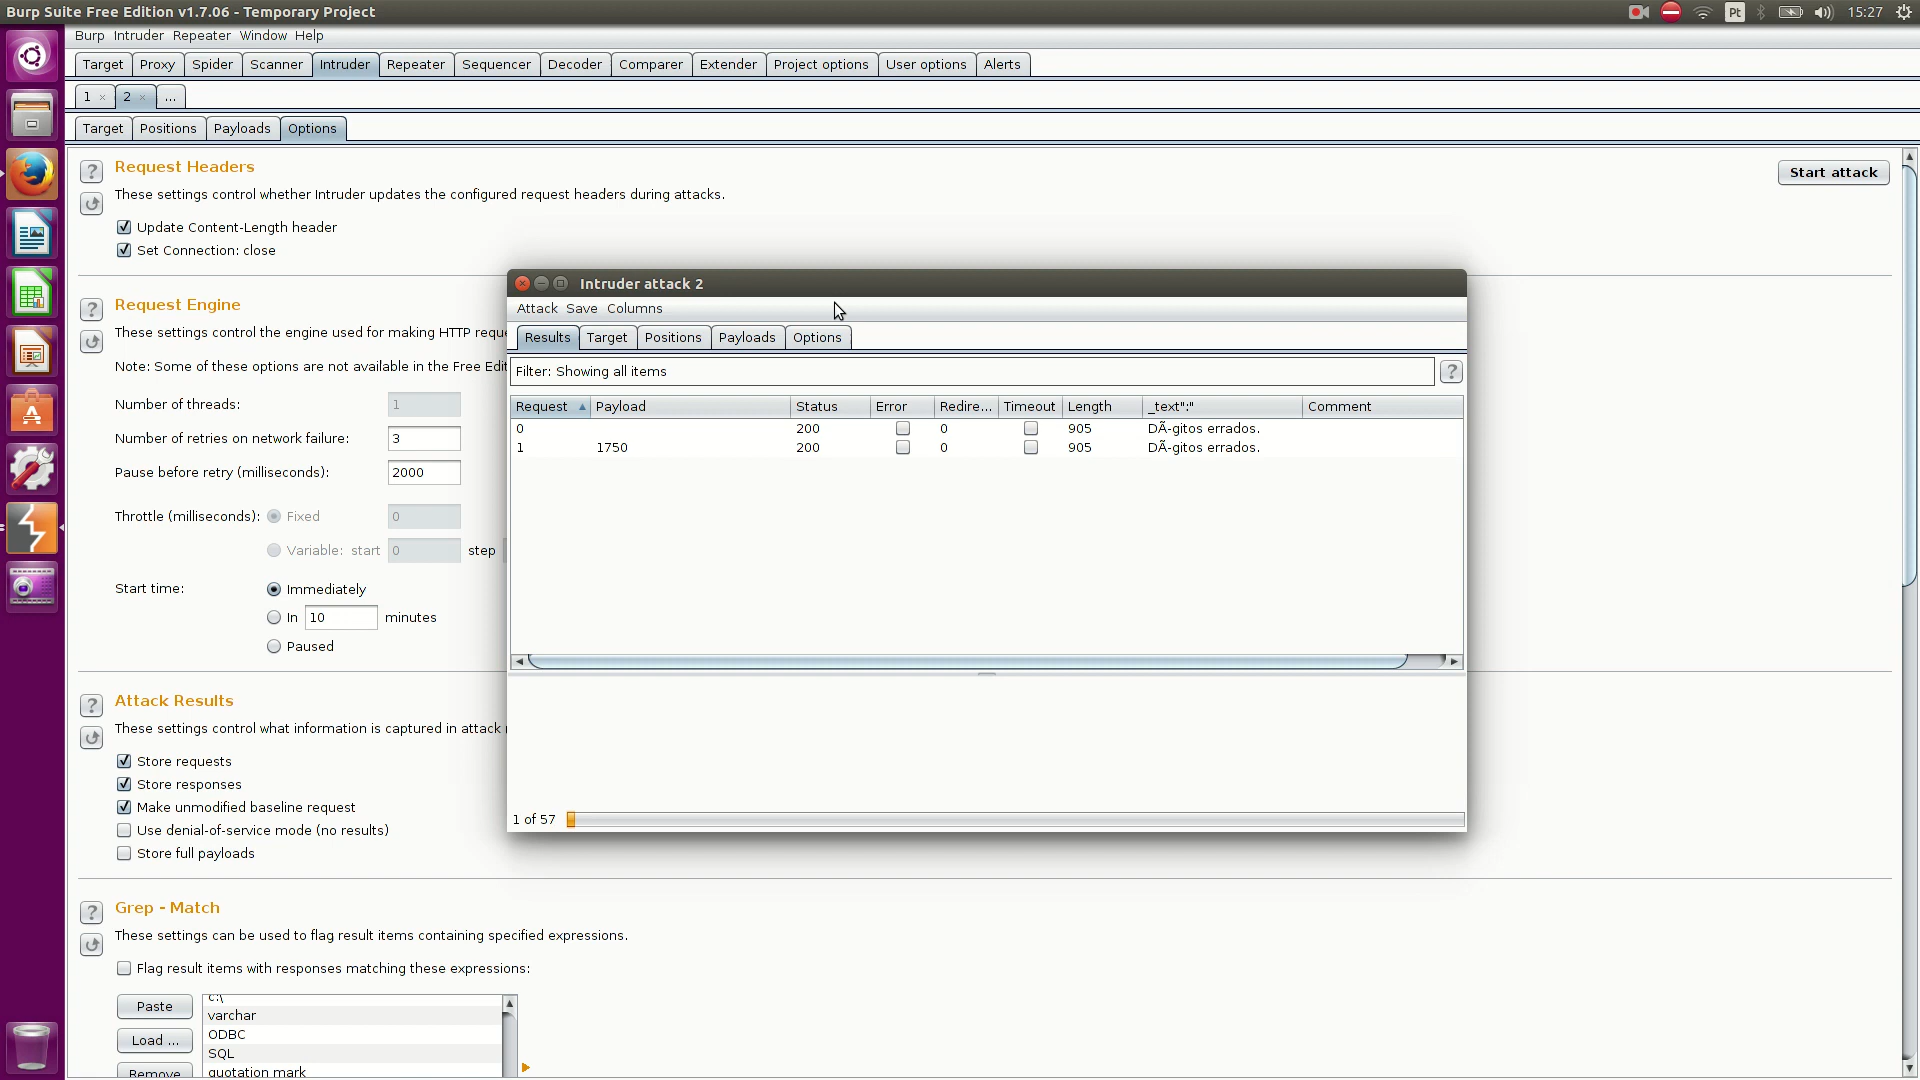 Burp Suite Free Edition v1.7.06 - Temporary Project
Pt
15:27
Burp Intruder Repeater Window Help
Target Proxy Spider Scanner Intruder Repeater Sequencer Decoder Comparer Extender Project options User options Alerts
1 × 2 × ...
Target Positions Payloads Options
? Request Headers
Start attack
These settings control whether Intruder updates the configured request headers during attacks.
Update Content-Length header
Set Connection: close
? Request Engine
These settings control the engine used for making HTTP reque
Note: Some of these options are not available in the Free Edit
Number of threads: 1
Number of retries on network failure: 3
Pause before retry (milliseconds): 2000
Throttle (milliseconds): Fixed 0
Variable: start 0 step
Start time: Immediately
In 10 minutes
Paused
? Attack Results
These settings control what information is captured in attack
Store requests
Store responses
Make unmodified baseline request
Use denial-of-service mode (no results)
Store full payloads
? Grep - Match
These settings can be used to flag result items containing specified expressions.
Flag result items with responses matching these expressions:
Paste
Load ...
Remove
c:\
varchar
ODBC
SQL
quotation mark
Intruder attack 2
Attack Save Columns
Results Target Positions Payloads Options
Filter: Showing all items ?
Request Payload Status Error Redire... Timeout Length _text":" Comment
0 200 0 905 DÃ-gitos errados.
1 1750 200 0 905 DÃ-gitos errados.
1 of 57